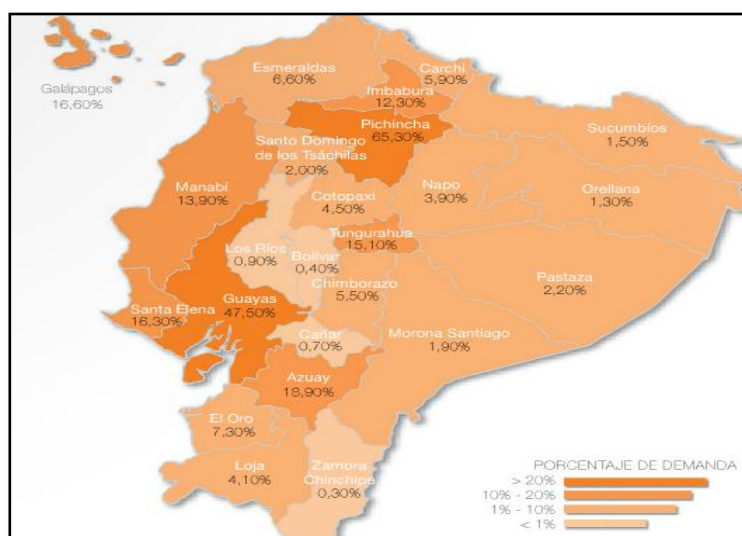 Galápagos
16,60%
Esmeraldas
6,60%
Carchi
5,90%
Imbabura
12,30%
Pichincha
65,30%
Sucumbíos
1,50%
Santo Domingo
de los Tsáchilas
2,00%
Manabí
13,90%
Cotopaxi
4,50%
Napo
3,90%
Orellana
1,30%
Tungurahua
15,10%
Los Ríos
0,90%
Bolívar
0,40%
Chimborazo
5,50%
Pastaza
2,20%
Santa Elena
16,30%
Guayas
47,50%
Cañar
0,70%
Morona Santiago
1,90%
Azuay
18,90%
El Oro
7,30%
Loja
4,10%
Zamora
Chinchipe
0,30%
PORCENTAJE DE DEMANDA
> 20%
10% - 20%
1% - 10%
< 1%